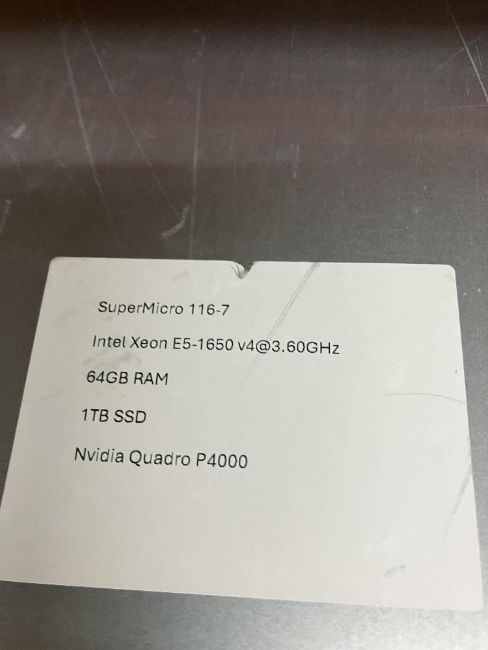 SuperMicro 116-7
Intel Xeon E5-1650 v4@3.60GHz
64GB RAM
1TB SSD
Nvidia Quadro P4000